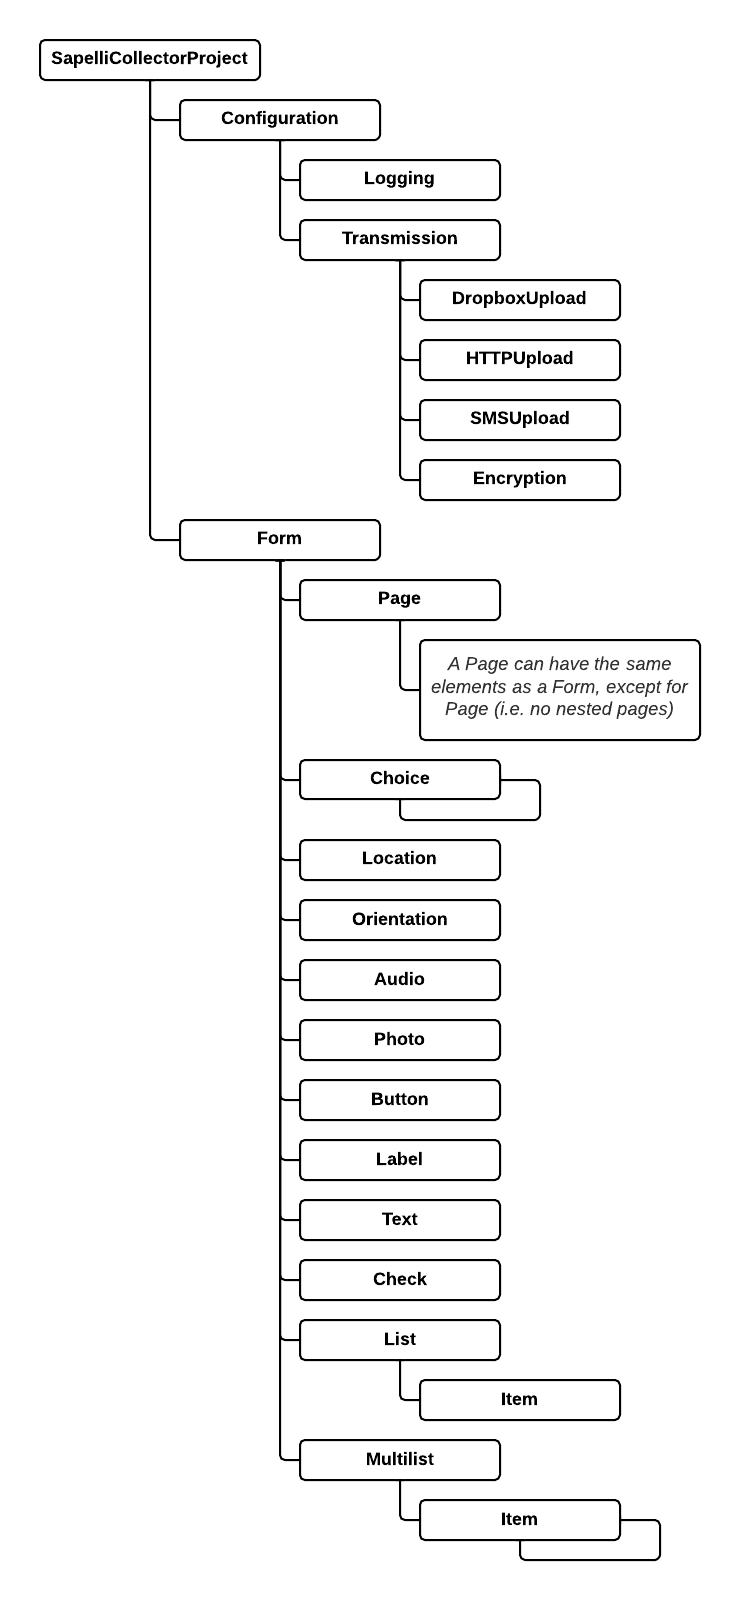 SapelliCollectorProject
Configuration
Logging
Transmission
DropboxUpload
HTTPUpload
SMSUpload
Encryption
Form
Page
A Page can have the same
elements as a Form, except for
Page (i.e. no nested pages)
Choice
Location
Orientation
Audio
Photo
Button
Label
Text
Check
List
Item
Multilist
Item